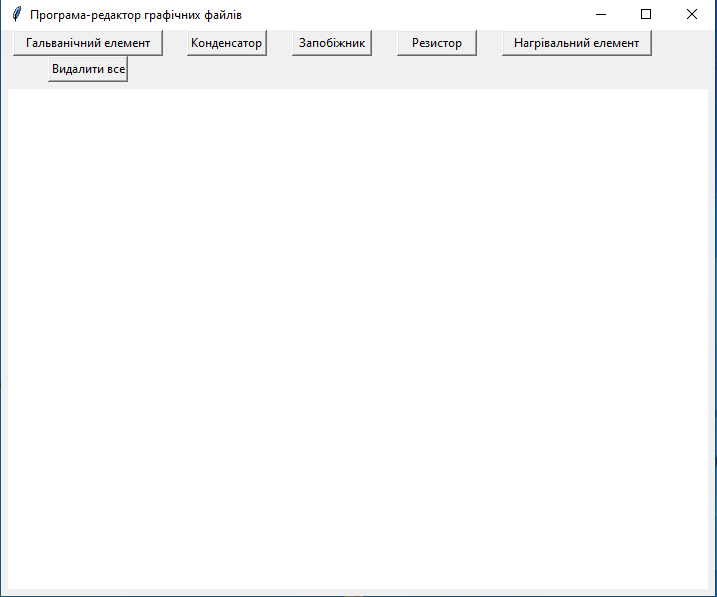 Програма-редактор графічних файлів
Гальванічний елемент Конденсатор Запобіжник Резистор Нагрівальний елемент
Видалити все